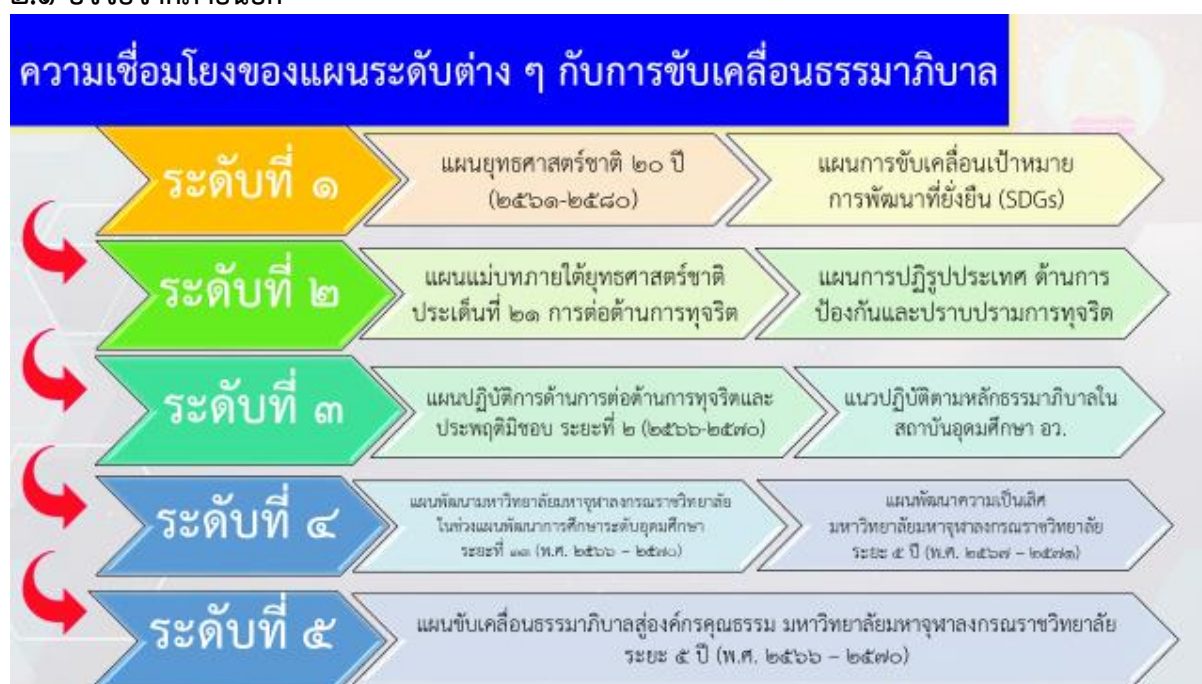 ความเชื่อมโยงของแผนระดับต่าง ๆ กับการขับเคลื่อนธรรมาภิบาล
ระดับที่ ๑
แผนยุทธศาสตร์ชาติ ๒๐ ปี
(๒๕๖๑-๒๕๘๐)
แผนการขับเคลื่อนเป้าหมาย
การพัฒนาที่ยั่งยืน (SDGs)
ระดับที่ ๒
แผนแม่บทภายใต้ยุทธศาสตร์ชาติ
ประเด็นที่ ๒๑ การต่อต้านการทุจริต
แผนการปฏิรูปประเทศ ด้านการ
ป้องกันและปราบปรามการทุจริต
ระดับที่ ๓
แผนปฏิบัติการด้านการต่อต้านการทุจริตและ
ประพฤติมิชอบ ระยะที่ ๒ (๒๕๖๖-๒๕๗๐)
แนวปฏิบัติตามหลักธรรมาภิบาลใน
สถาบันอุดมศึกษา อว.
ระดับที่ ๔
แผนพัฒนามหาวิทยาลัยมหาจุฬาลงกรณราชวิทยาลัย
ในช่วงแผนพัฒนาการศึกษาระดับอุดมศึกษา
ระยะที่ ๑๓ (พ.ศ. ๒๕๖๖ – ๒๕๗๐)
แผนพัฒนาความเป็นเลิศ
มหาวิทยาลัยมหาจุฬาลงกรณราชวิทยาลัย
ระยะ ๕ ปี (พ.ศ. ๒๕๖๗ – ๒๕๗๑)
ระดับที่ ๕
แผนขับเคลื่อนธรรมาภิบาลสู่องค์กรคุณธรรม มหาวิทยาลัยมหาจุฬาลงกรณราชวิทยาลัย
ระยะ ๕ ปี (พ.ศ. ๒๕๖๖ – ๒๕๗๐)